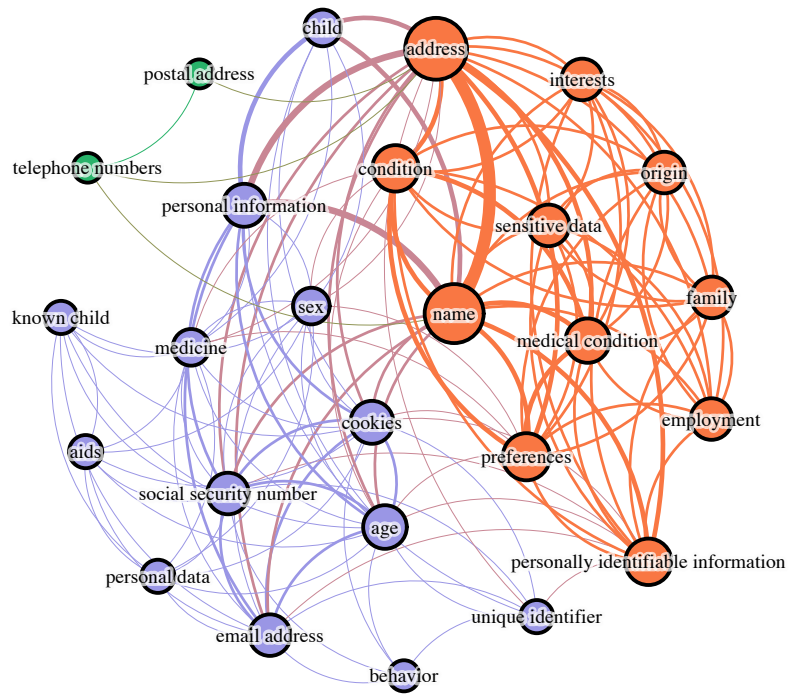 child
address
postal address
interests
telephone numbers
condition
origin
personal information
sensitive data
known child
sex
name
family
medicine
medical condition
cookies
employment
aids
preferences
social security number
age
personal data
personally identifiable information
email address
unique identifier
behavior